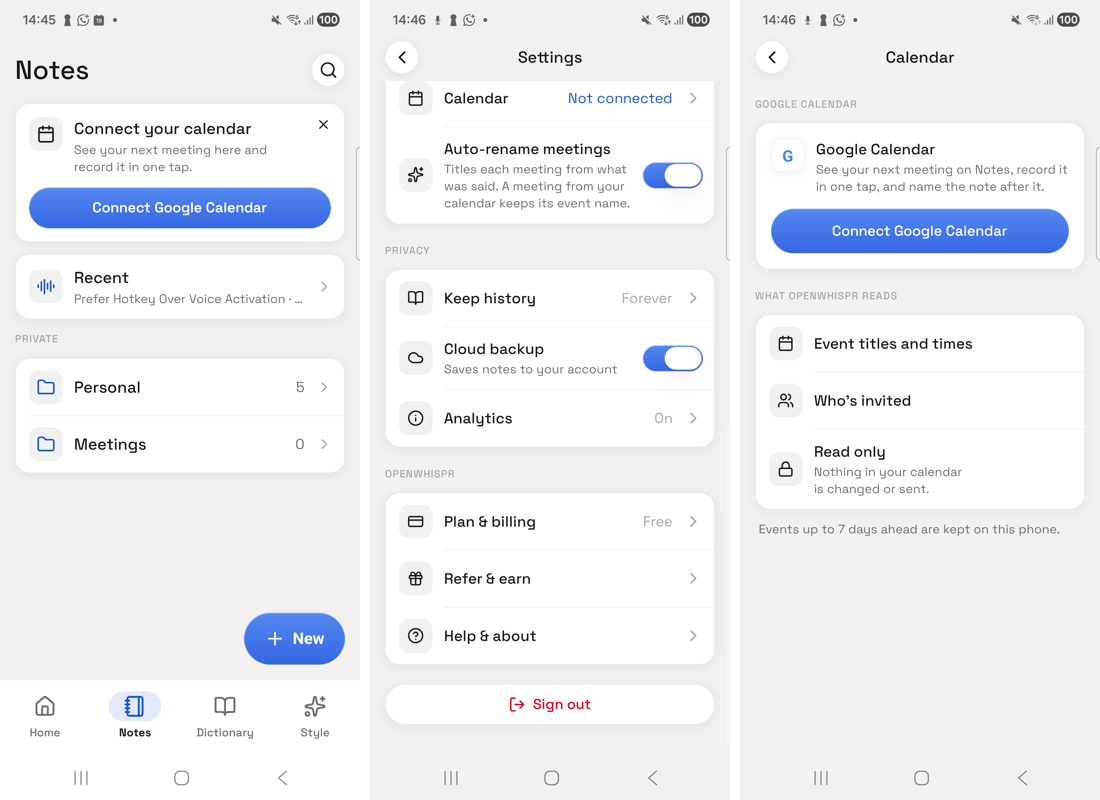 14:45
19
100
Notes
Connect your calendar
See your next meeting here and
record it in one tap.
Connect Google Calendar
Recent
Prefer Hotkey Over Voice Activation · ...
PRIVATE
Personal 5
Meetings 0
New
Home Notes Dictionary Style
14:46
100
Settings
Calendar Not connected
Auto-rename meetings
Titles each meeting from what
was said. A meeting from your
calendar keeps its event name.
PRIVACY
Keep history Forever
Cloud backup
Saves notes to your account
Analytics On
OPENWHISPR
Plan & billing Free
Refer & earn
Help & about
Sign out
14:46
100
Calendar
GOOGLE CALENDAR
G
Google Calendar
See your next meeting on Notes, record it
in one tap, and name the note after it.
Connect Google Calendar
WHAT OPENWHISPR READS
Event titles and times
Who's invited
Read only
Nothing in your calendar
is changed or sent.
Events up to 7 days ahead are kept on this phone.